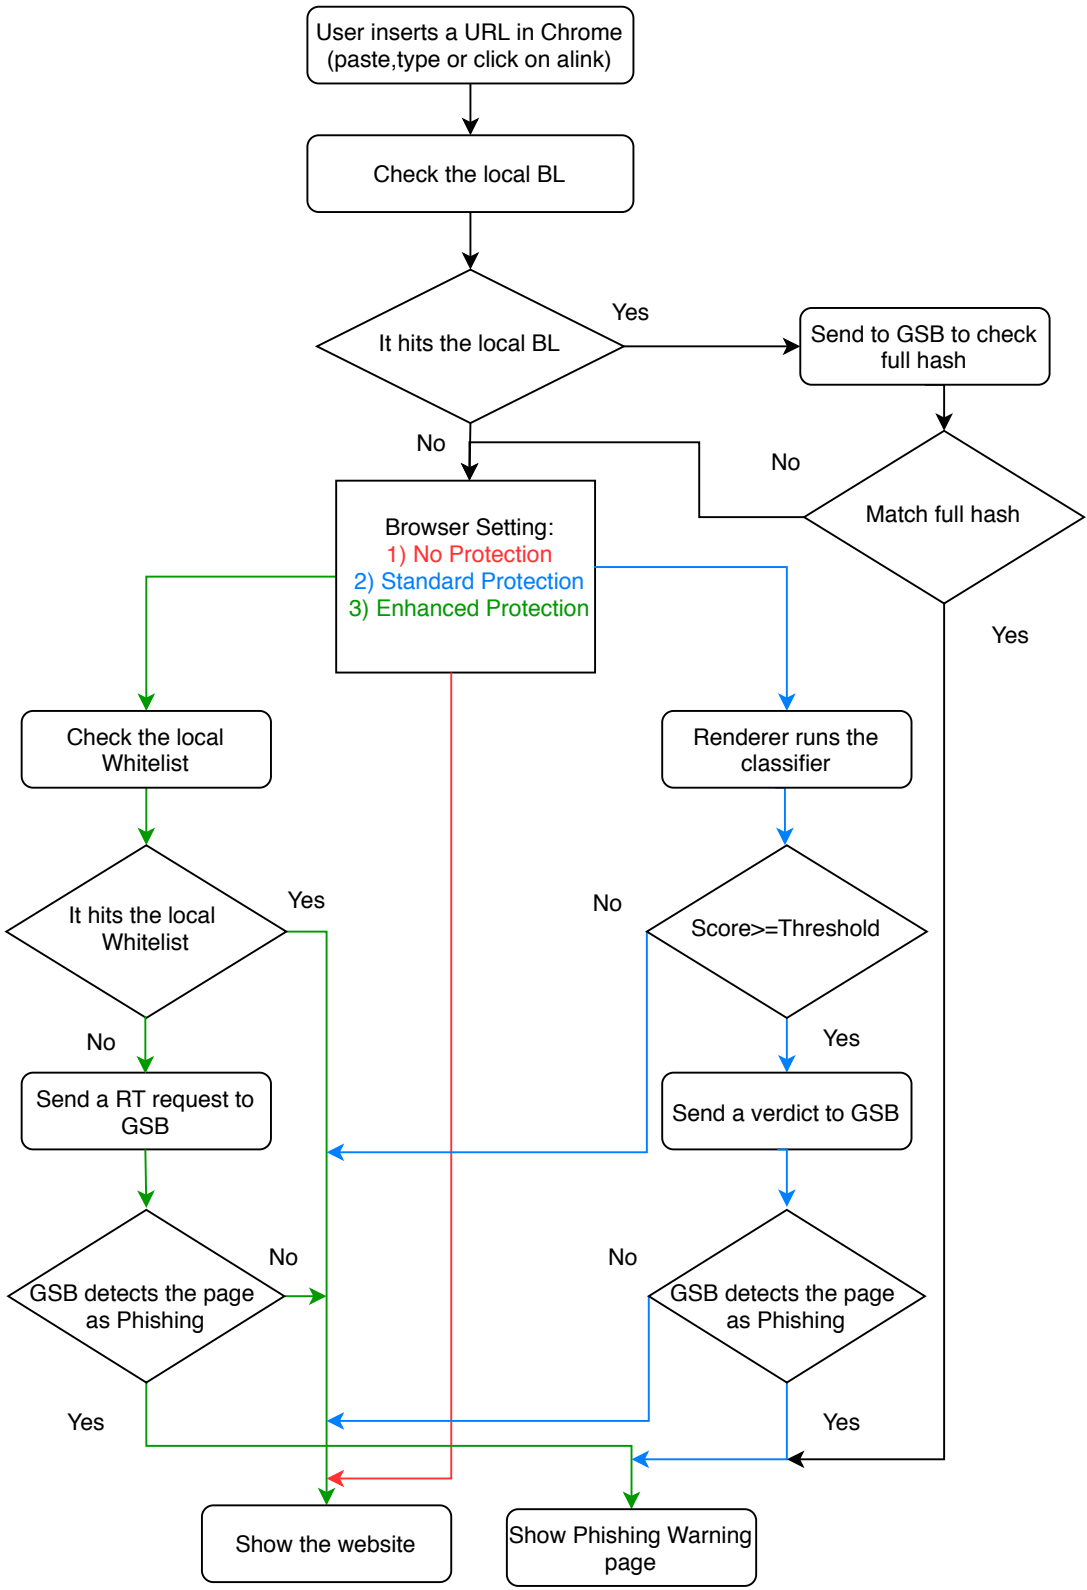 User inserts a URL in Chrome
(paste,type or click on alink)
Check the local BL
It hits the local BL
Yes
Send to GSB to check
full hash
No
No
Match full hash
Yes
Browser Setting:
1) No Protection
2) Standard Protection
3) Enhanced Protection
Check the local
Whitelist
Renderer runs the
classifier
It hits the local
Whitelist
Yes
No
No
Score>=Threshold
Yes
Send a RT request to
GSB
Send a verdict to GSB
GSB detects the page
as Phishing
No
Yes
No
GSB detects the page
as Phishing
Yes
Show the website
Show Phishing Warning
page